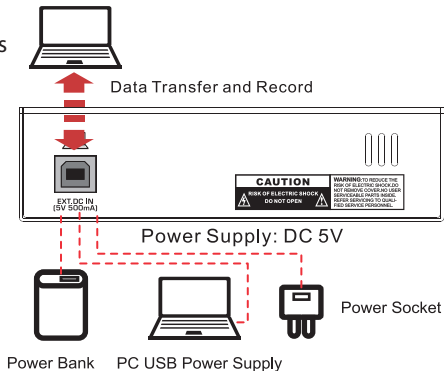 s
Data Transfer and Record
EXT.DC IN
(5V 500mA)
CAUTION
RISK OF ELECTRIC SHOCK
DO NOT OPEN
WARNING:TO REDUCE THE
RISK OF ELECTRIC SHOCK,DO
NOT REMOVE COVER.NO USER
SERVICEABLE PARTS INSIDE.
REFER SERVICING TO QUALI-
FIED SERVICE PERSONNEL.
Power Supply: DC 5V
Power Socket
Power Bank
PC USB Power Supply